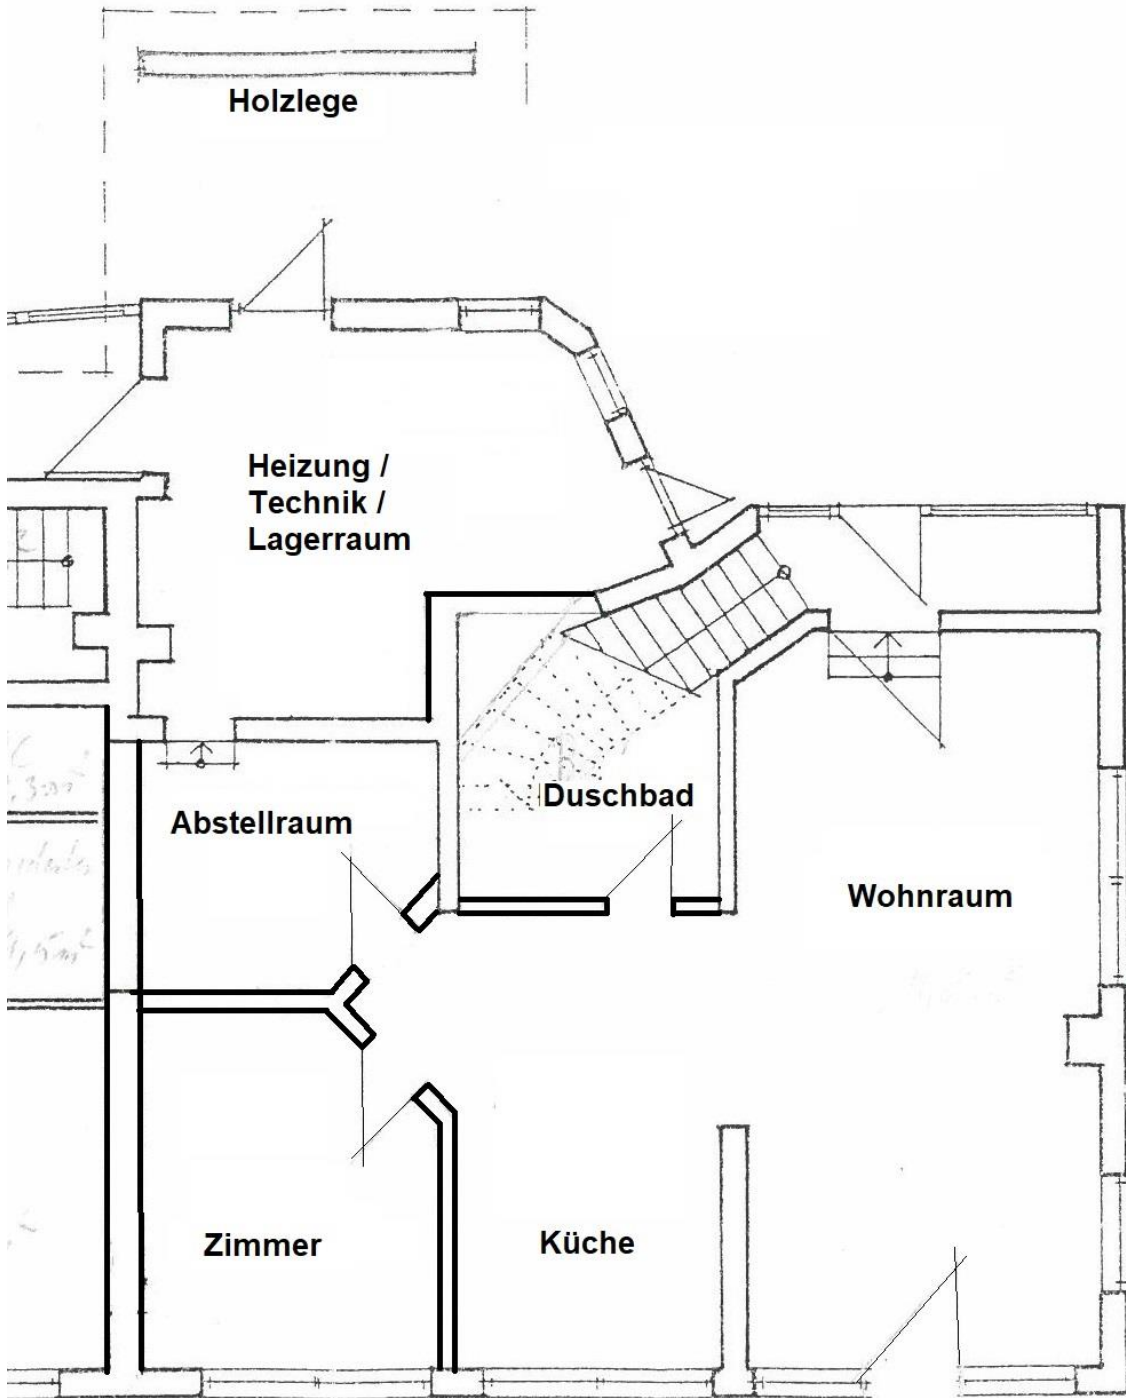 Holzlege
Heizung /
Technik /
Lagerraum
Duschbad
Abstellraum
Wohnraum
Zimmer
Küche